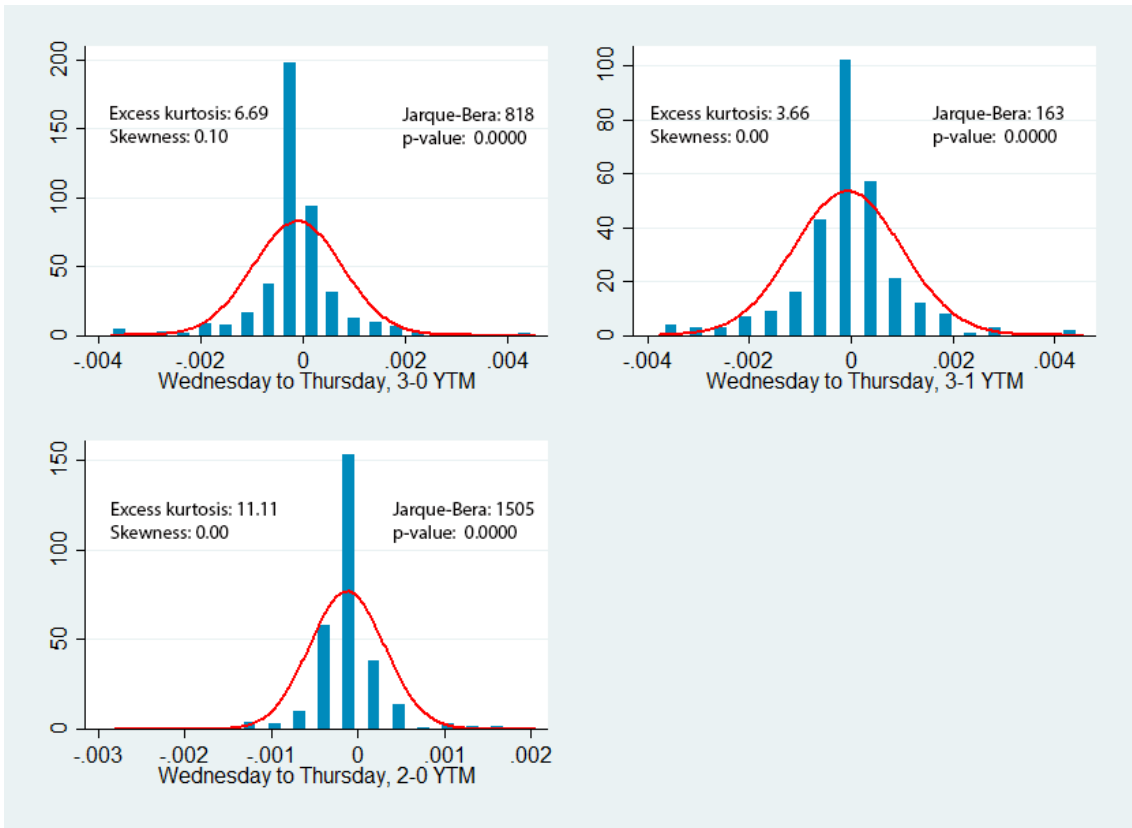 200
150
100
50
0
Excess kurtosis: 6.69
Skewness: 0.10
Jarque-Bera: 818
p-value: 0.0000
-.004 -.002 0 .002 .004
Wednesday to Thursday, 3-0 YTM
100
80
60
40
20
0
Excess kurtosis: 3.66
Skewness: 0.00
Jarque-Bera: 163
p-value: 0.0000
-.004 -.002 0 .002 .004
Wednesday to Thursday, 3-1 YTM
150
100
50
0
Excess kurtosis: 11.11
Skewness: 0.00
Jarque-Bera: 1505
p-value: 0.0000
-.003 -.002 -.001 0 .001 .002
Wednesday to Thursday, 2-0 YTM